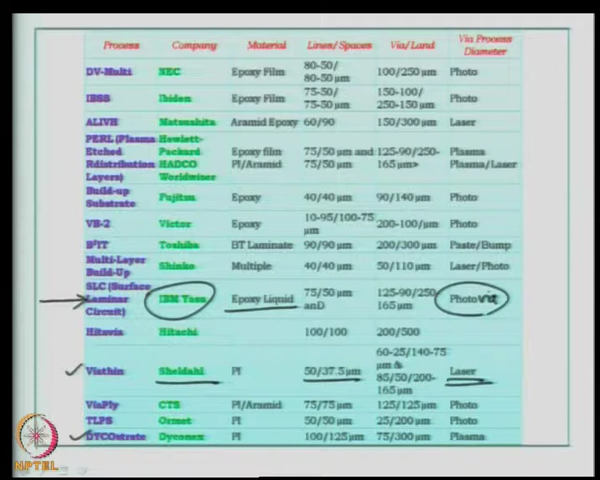 Process Company Material Lines/Spaces Via/Land Via Process Diameter
DV-Multi NEC Epoxy Film 80-50/ 80-50 µm 100/250 µm Photo
IBSS Ibiden Epoxy Film 75-50/ 75-50 µm 150-100/ 250-150 µm Photo
ALIVH Matsushita Aramid Epoxy 60/90 150/300 µm Laser
PERL (Plasma Etched Rdistribution Layers) Hewlett-Packard HADCO Worldwiser Epoxy film PI/Aramid 75/50 µm and 75/50 µm 125-90/250-165 µm> Plasma Plasma/Laser
Build-up Substrate Fujitsu Epoxy 40/40 µm 90/140 µm Photo
VB-2 Victor Epoxy 10-95/100-75 µm 200-100/µm Photo
B²IT Toshiba BT Laminate 90/90 µm 200/300 µm Paste/Bump
Multi-Layer Build-Up Shinko Multiple 40/40 µm 50/110 µm Laser/Photo
SLC (Surface Laminar Circuit) IBM Yasu Epoxy Liquid 75/50 µm anD 125-90/250 165 µm Photo via
Hitavia Hitachi 100/100 200/500
Viathin Sheldahl PI 50/37.5 µm 60-25/140-75 µm & 85/50/200-165 µm Laser
ViaPly CTS PI/Aramid 75/75 µm 125/125 µm Photo
TLPS Ormet PI 50/50 µm 25/200 µm Photo
DYCOstrate Dyconex PI 100/125 µm 75/300 µm Plasma
NPTEL